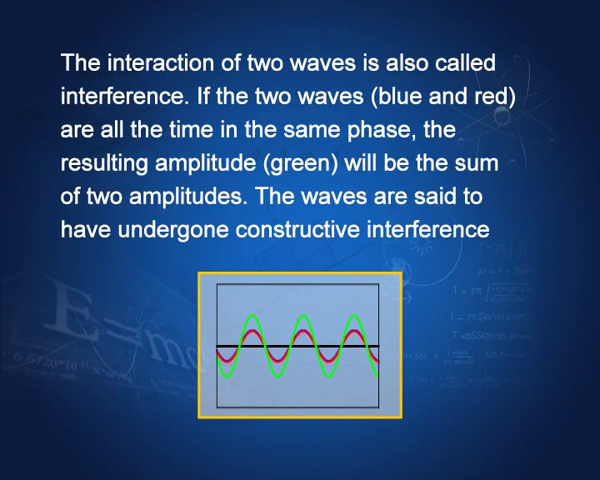 The interaction of two waves is also called
interference. If the two waves (blue and red)
are all the time in the same phase, the
resulting amplitude (green) will be the sum
of two amplitudes. The waves are said to
have undergone constructive interference
E=mc